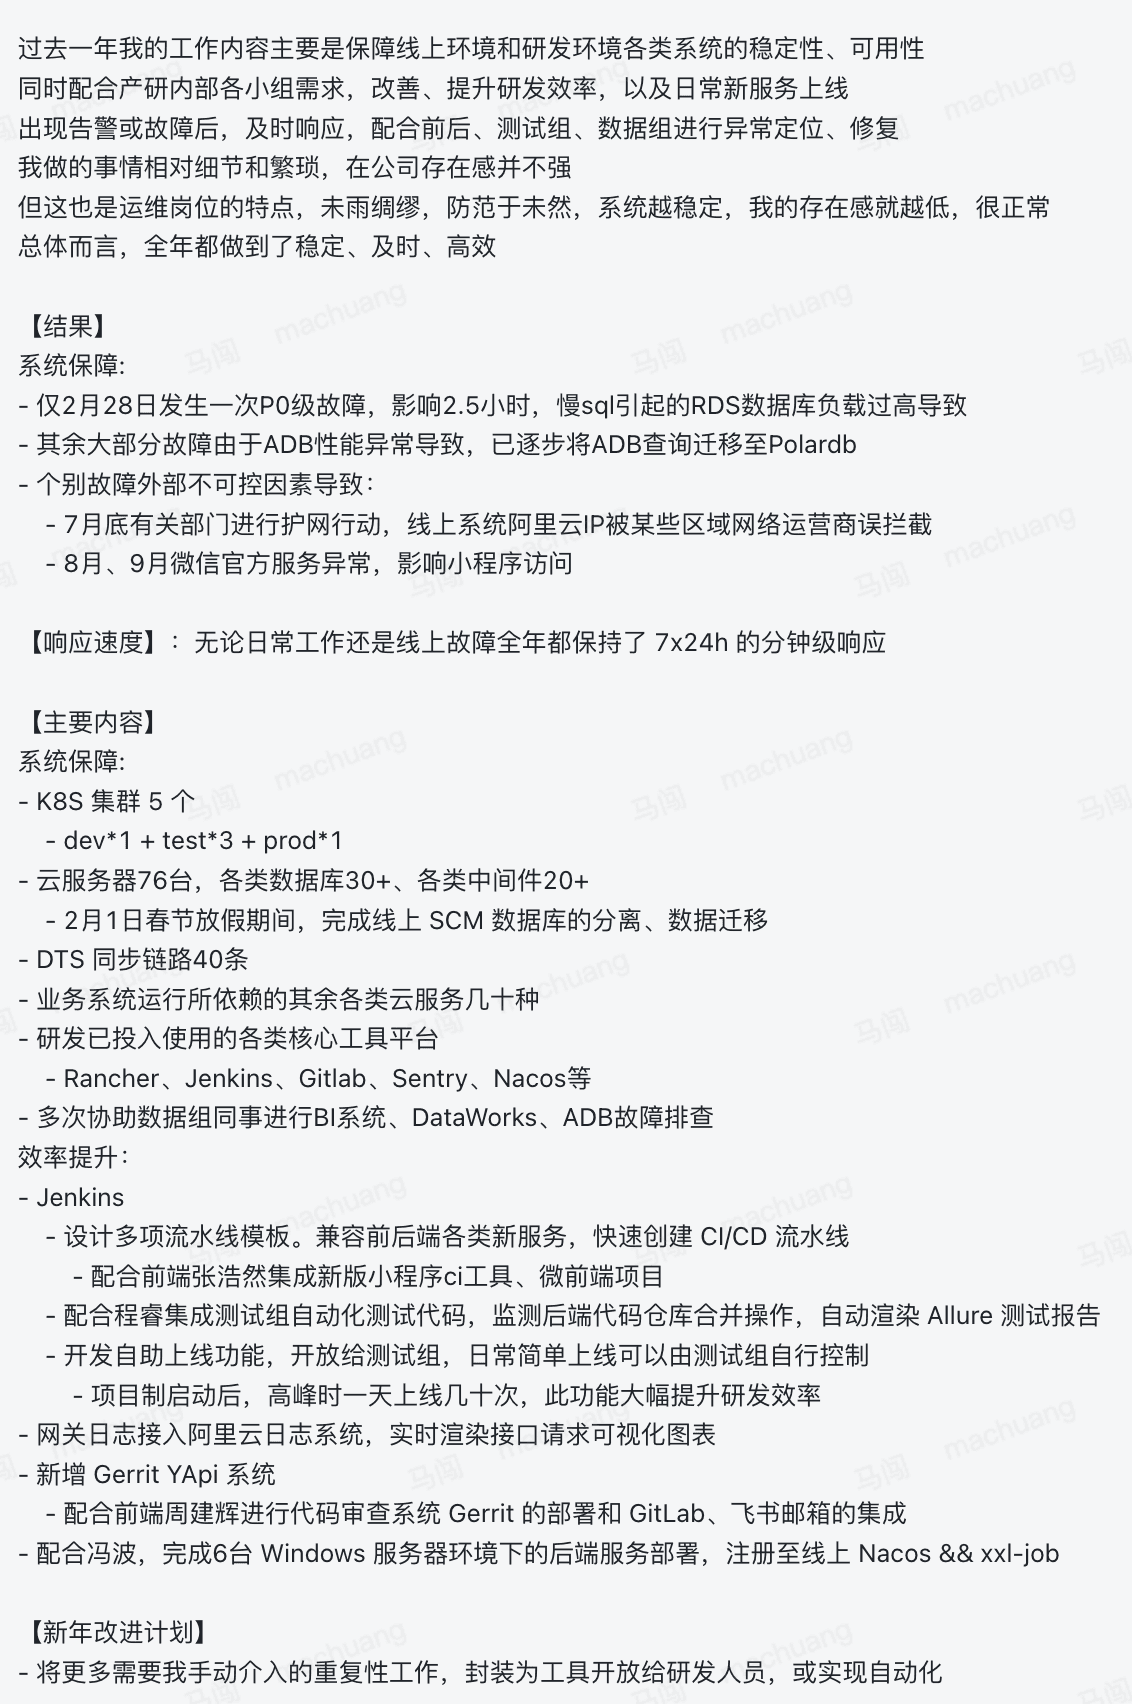 过去一年我的工作内容主要是保障线上环境和研发环境各类系统的稳定性、可用性
同时配合产研内部各小组需求，改善、提升研发效率，以及日常新服务上线
出现告警或故障后，及时响应，配合前后、测试组、数据组进行异常定位、修复
我做的事情相对细节和繁琐，在公司存在感并不强
但这也是运维岗位的特点，未雨绸缪，防范于未然，系统越稳定，我的存在感就越低，很正常
总体而言，全年都做到了稳定、及时、高效
【结果】
系统保障:
- 仅2月28日发生一次P0级故障，影响2.5小时，慢sql引起的RDS数据库负载过高导致
- 其余大部分故障由于ADB性能异常导致，已逐步将ADB查询迁移至Polardb
- 个别故障外部不可控因素导致：
- 7月底有关部门进行护网行动，线上系统阿里云IP被某些区域网络运营商误拦截
- 8月、9月微信官方服务异常，影响小程序访问
【响应速度】：无论日常工作还是线上故障全年都保持了 7x24h 的分钟级响应
【主要内容】
系统保障:
- K8S 集群 5 个
- dev*1 + test*3 + prod*1
- 云服务器76台，各类数据库30+、各类中间件20+
- 2月1日春节放假期间，完成线上 SCM 数据库的分离、数据迁移
- DTS 同步链路40条
- 业务系统运行所依赖的其余各类云服务几十种
- 研发已投入使用的各类核心工具平台
- Rancher、Jenkins、Gitlab、Sentry、Nacos等
- 多次协助数据组同事进行BI系统、DataWorks、ADB故障排查
效率提升：
- Jenkins
- 设计多项流水线模板。兼容前后端各类新服务，快速创建 CI/CD 流水线
- 配合前端张浩然集成新版小程序ci工具、微前端项目
- 配合程睿集成测试组自动化测试代码，监测后端代码仓库合并操作，自动渲染 Allure 测试报告
- 开发自助上线功能，开放给测试组，日常简单上线可以由测试组自行控制
- 项目制启动后，高峰时一天上线几十次，此功能大幅提升研发效率
- 网关日志接入阿里云日志系统，实时渲染接口请求可视化图表
- 新增 Gerrit YApi 系统
- 配合前端周建辉进行代码审查系统 Gerrit 的部署和 GitLab、飞书邮箱的集成
- 配合冯波，完成6台 Windows 服务器环境下的后端服务部署，注册至线上 Nacos && xxl-job
【新年改进计划】
- 将更多需要我手动介入的重复性工作，封装为工具开放给研发人员，或实现自动化
马闯 machuang